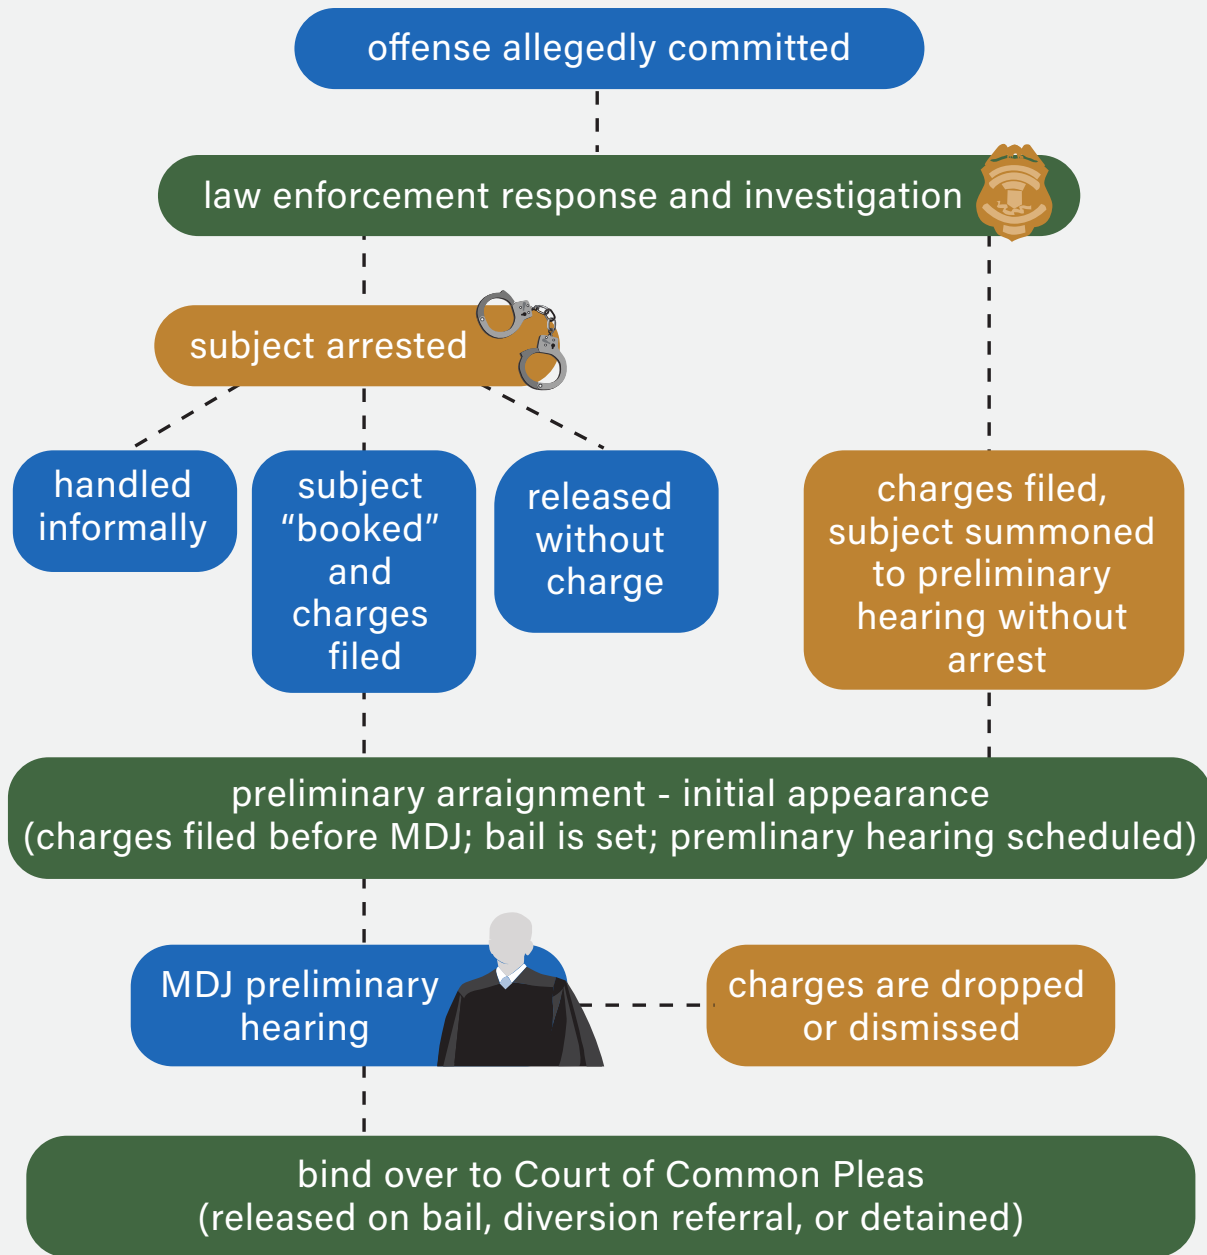 offense allegedly committed
law enforcement response and investigation
subject arrested
handled
informally
subject
“booked”
and
charges
filed
released
without
charge
charges filed,
subject summoned
to preliminary
hearing without
arrest
preliminary arraignment - initial appearance
(charges filed before MDJ; bail is set; premlinary hearing scheduled)
MDJ preliminary
hearing
charges are dropped
or dismissed
bind over to Court of Common Pleas
(released on bail, diversion referral, or detained)